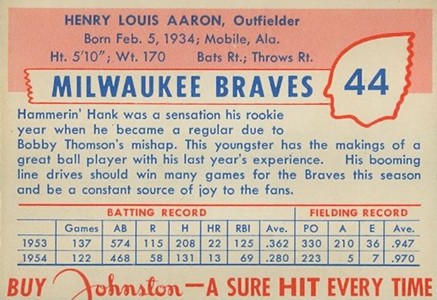 HENRY LOUIS AARON, Outfielder
Born Feb. 5, 1934; Mobile, Ala.
Ht. 5'10"; Wt. 170 Bats Rt.; Throws Rt.
MILWAUKEE BRAVES 44
Hammerin' Hank was a sensation his rookie
year when he became a regular due to
Bobby Thomson's mishap. This youngster has the makings of a
great ball player with his last year's experience. His booming
line drives should win many games for the Braves this season
and be a constant source of joy to the fans.
BATTING RECORD FIELDING RECORD
Games AB R H HR RBI Ave. PO A E Ave.
1953 137 574 115 208 22 125 .362 330 210 36 .947
1954 122 468 58 131 13 69 .280 223 5 7 .970
BUY Johnston — A SURE HIT EVERY TIME